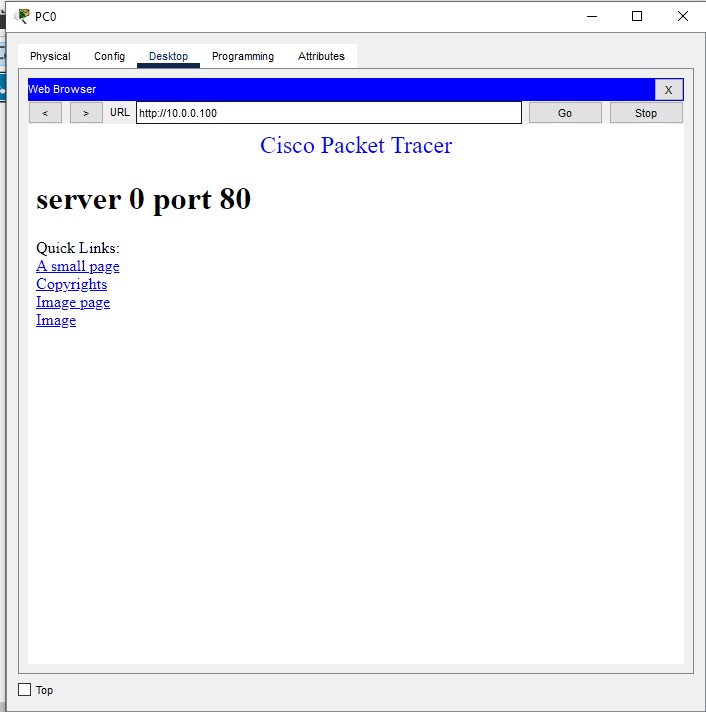 PC0
Physical Config Desktop Programming Attributes
Web Browser X
< > URL http://10.0.0.100 Go Stop
Cisco Packet Tracer
server 0 port 80
Quick Links:
A small page
Copyrights
Image page
Image
Top